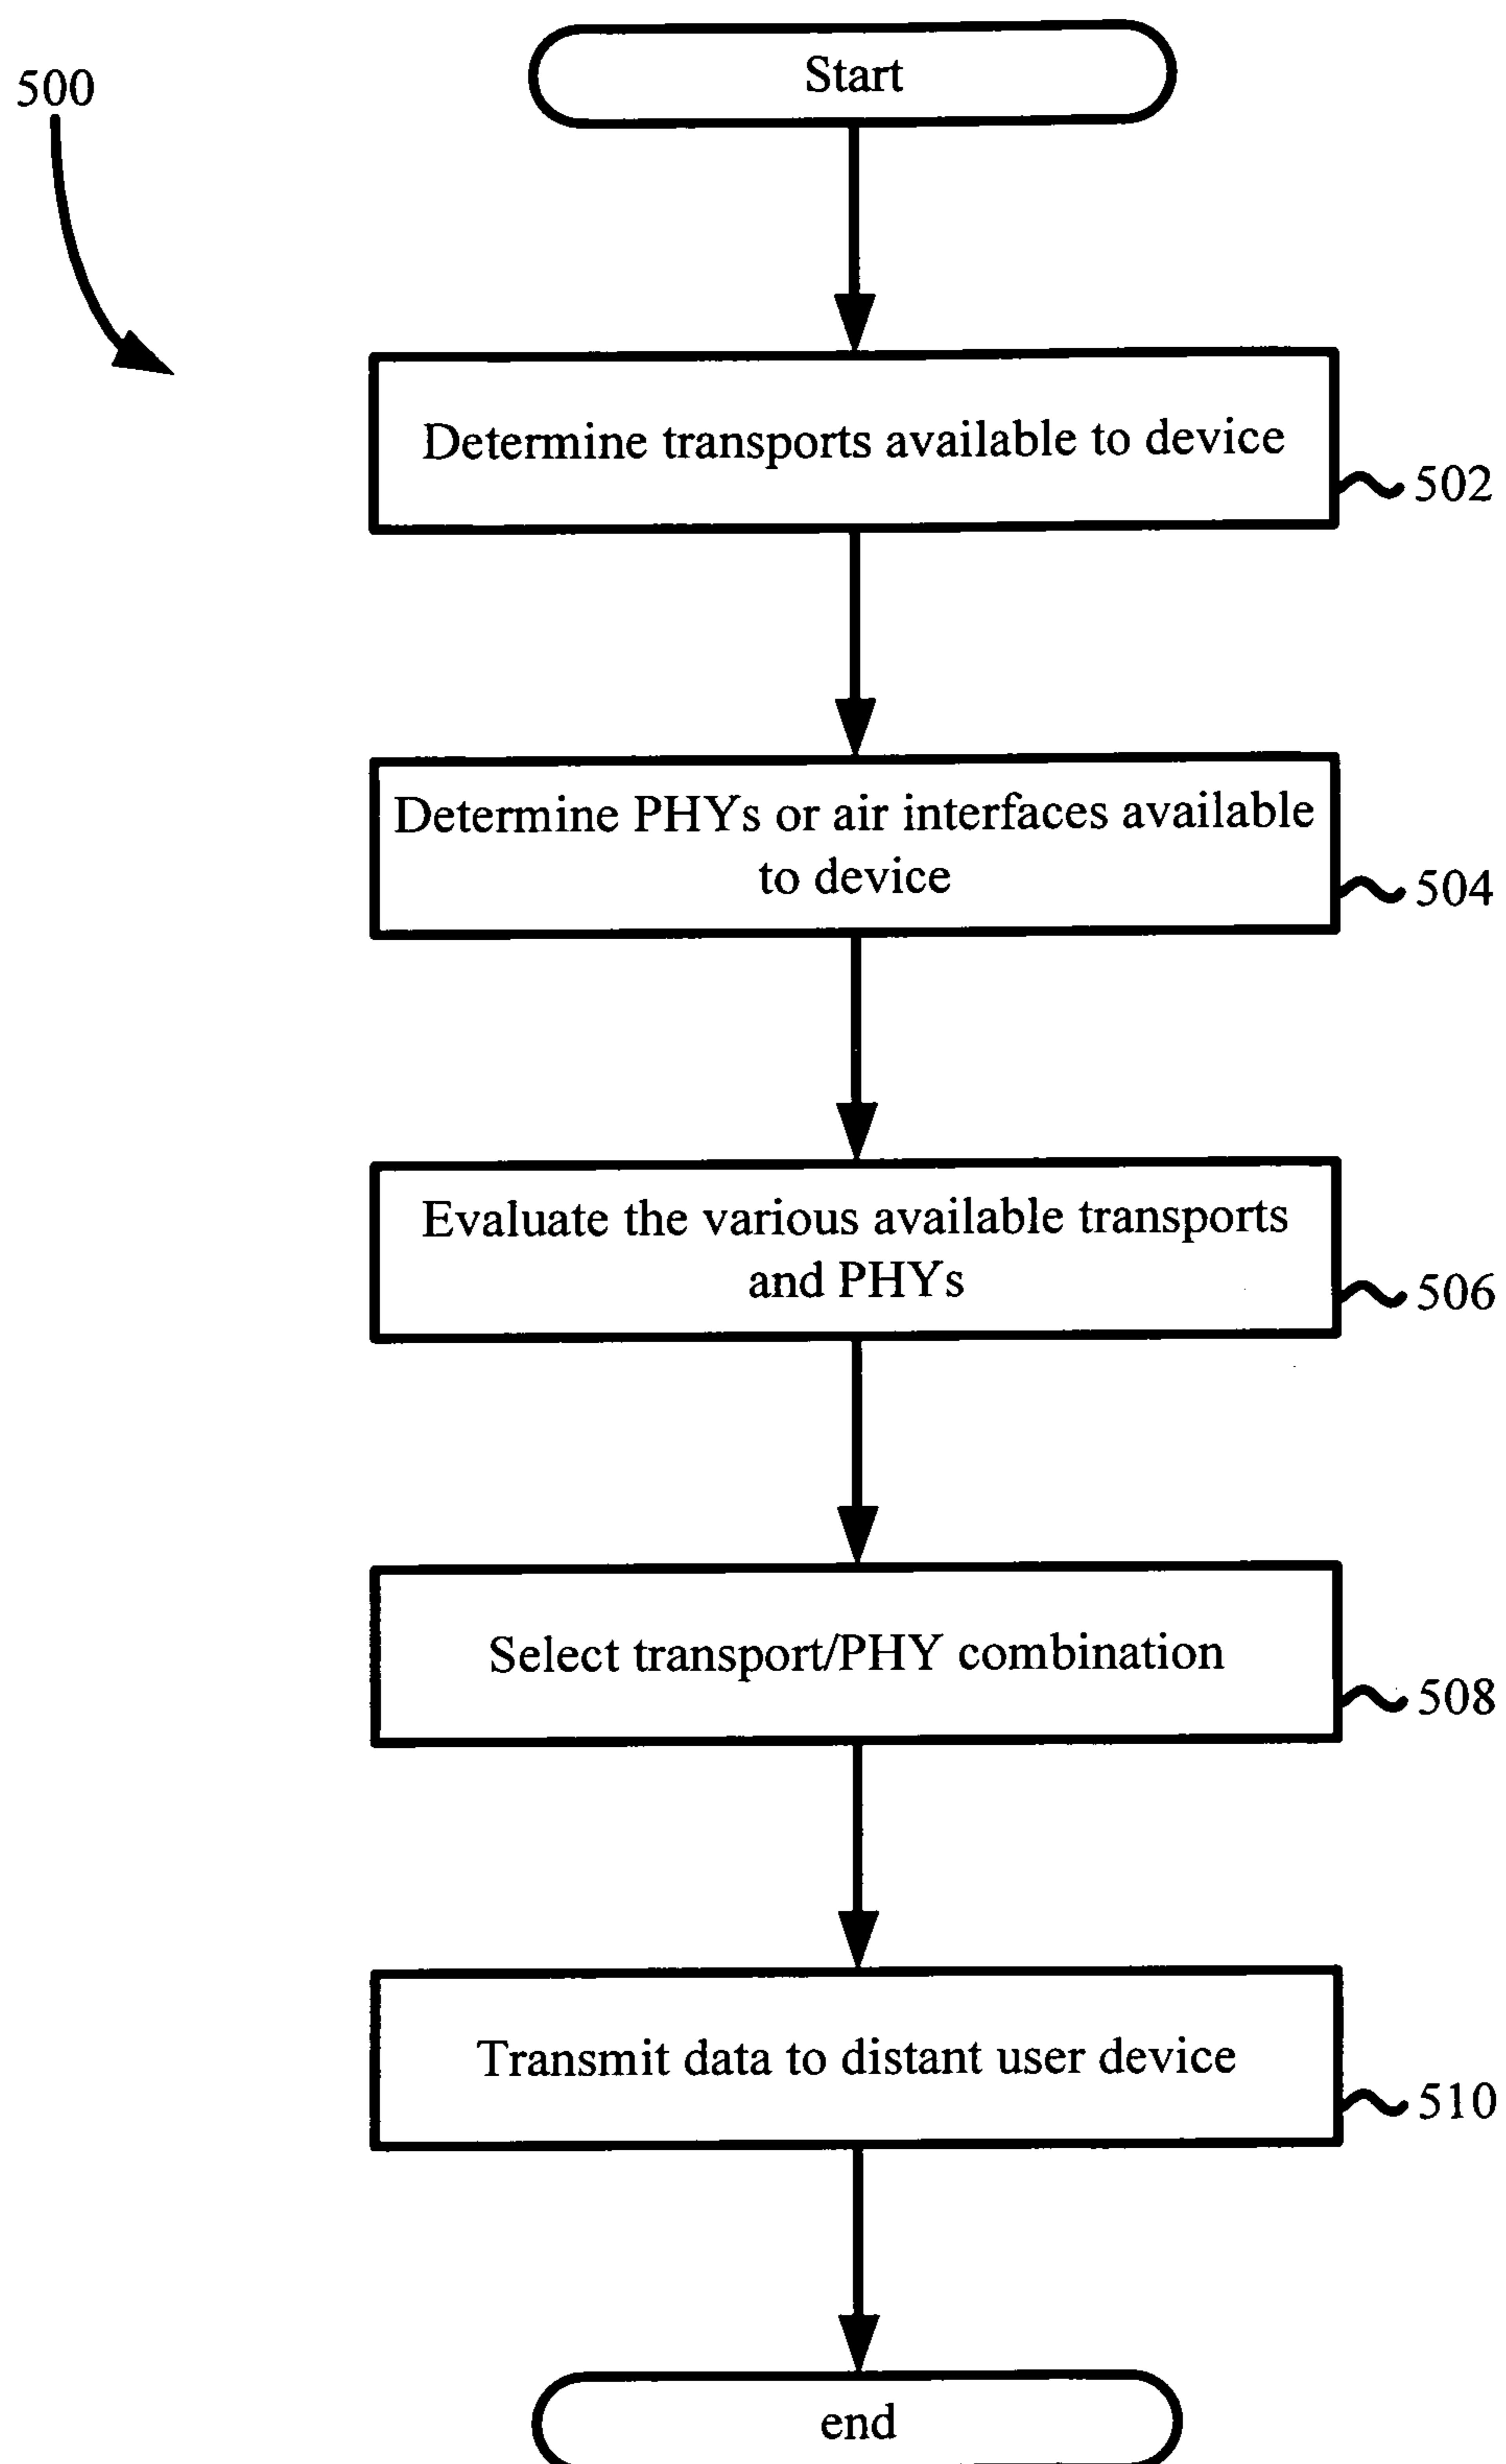 500
Start
Determine transports available to device
502
Determine PHYs or air interfaces available
to device
504
Evaluate the various available transports
and PHYs
506
Select transport/PHY combination
508
Transmit data to distant user device
510
end